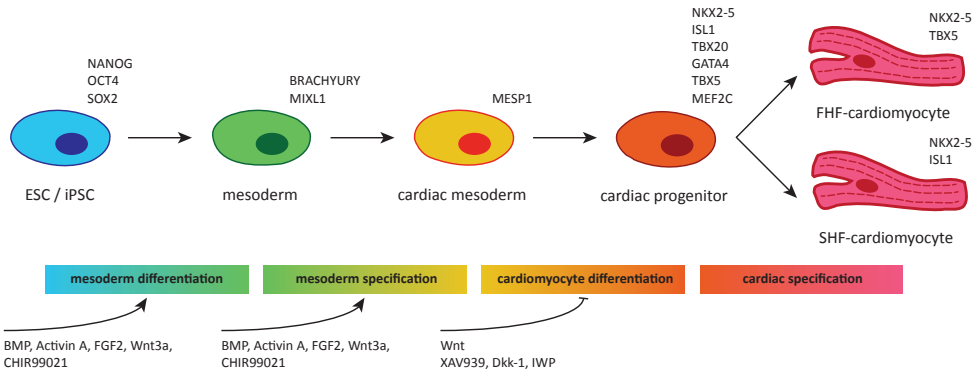 NANOG
OCT4
SOX2
ESC / iPSC
BRACHYURY
MIXL1
mesoderm
MESP1
cardiac mesoderm
NKX2-5
ISL1
TBX20
GATA4
TBX5
MEF2C
cardiac progenitor
NKX2-5
TBX5
FHF-cardiomyocyte
NKX2-5
ISL1
SHF-cardiomyocyte
mesoderm differentiation
mesoderm specification
cardiomyocyte differentiation
cardiac specification
BMP, Activin A, FGF2, Wnt3a,
CHIR99021
BMP, Activin A, FGF2, Wnt3a,
CHIR99021
Wnt
XAV939, Dkk-1, IWP